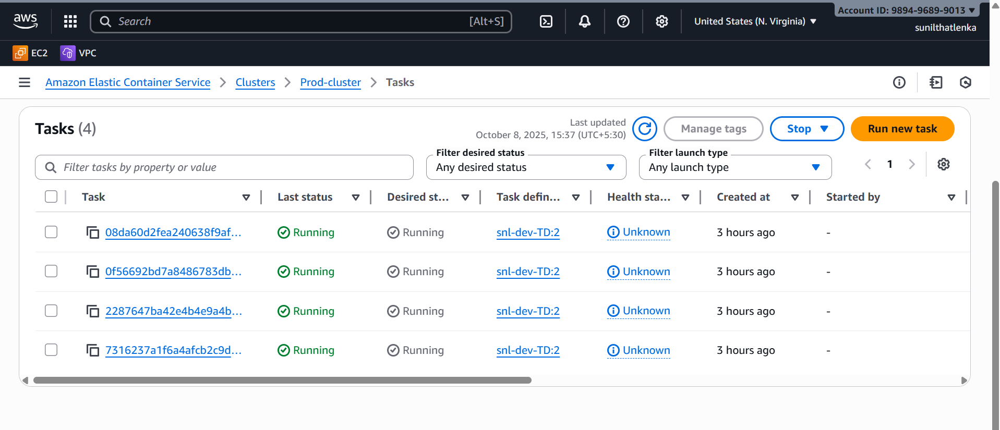 aws
Search [Alt+S]
United States (N. Virginia)
Account ID: 9894-9689-9013
sunilthatlenka
EC2 VPC
Amazon Elastic Container Service Clusters Prod-cluster Tasks
Tasks (4)
Last updated
October 8, 2025, 15:37 (UTC+5:30)
Manage tags Stop Run new task
Filter tasks by property or value
Filter desired status
Any desired status
Filter launch type
Any launch type
1
Task Last status Desired st... Task defin... Health sta... Created at Started by
08da60d2fea240638f9af... Running Running snl-dev-TD:2 Unknown 3 hours ago -
0f56692bd7a8486783db... Running Running snl-dev-TD:2 Unknown 3 hours ago -
2287647ba42e4b4e9a4b... Running Running snl-dev-TD:2 Unknown 3 hours ago -
7316237a1f6a4afcb2c9d... Running Running snl-dev-TD:2 Unknown 3 hours ago -